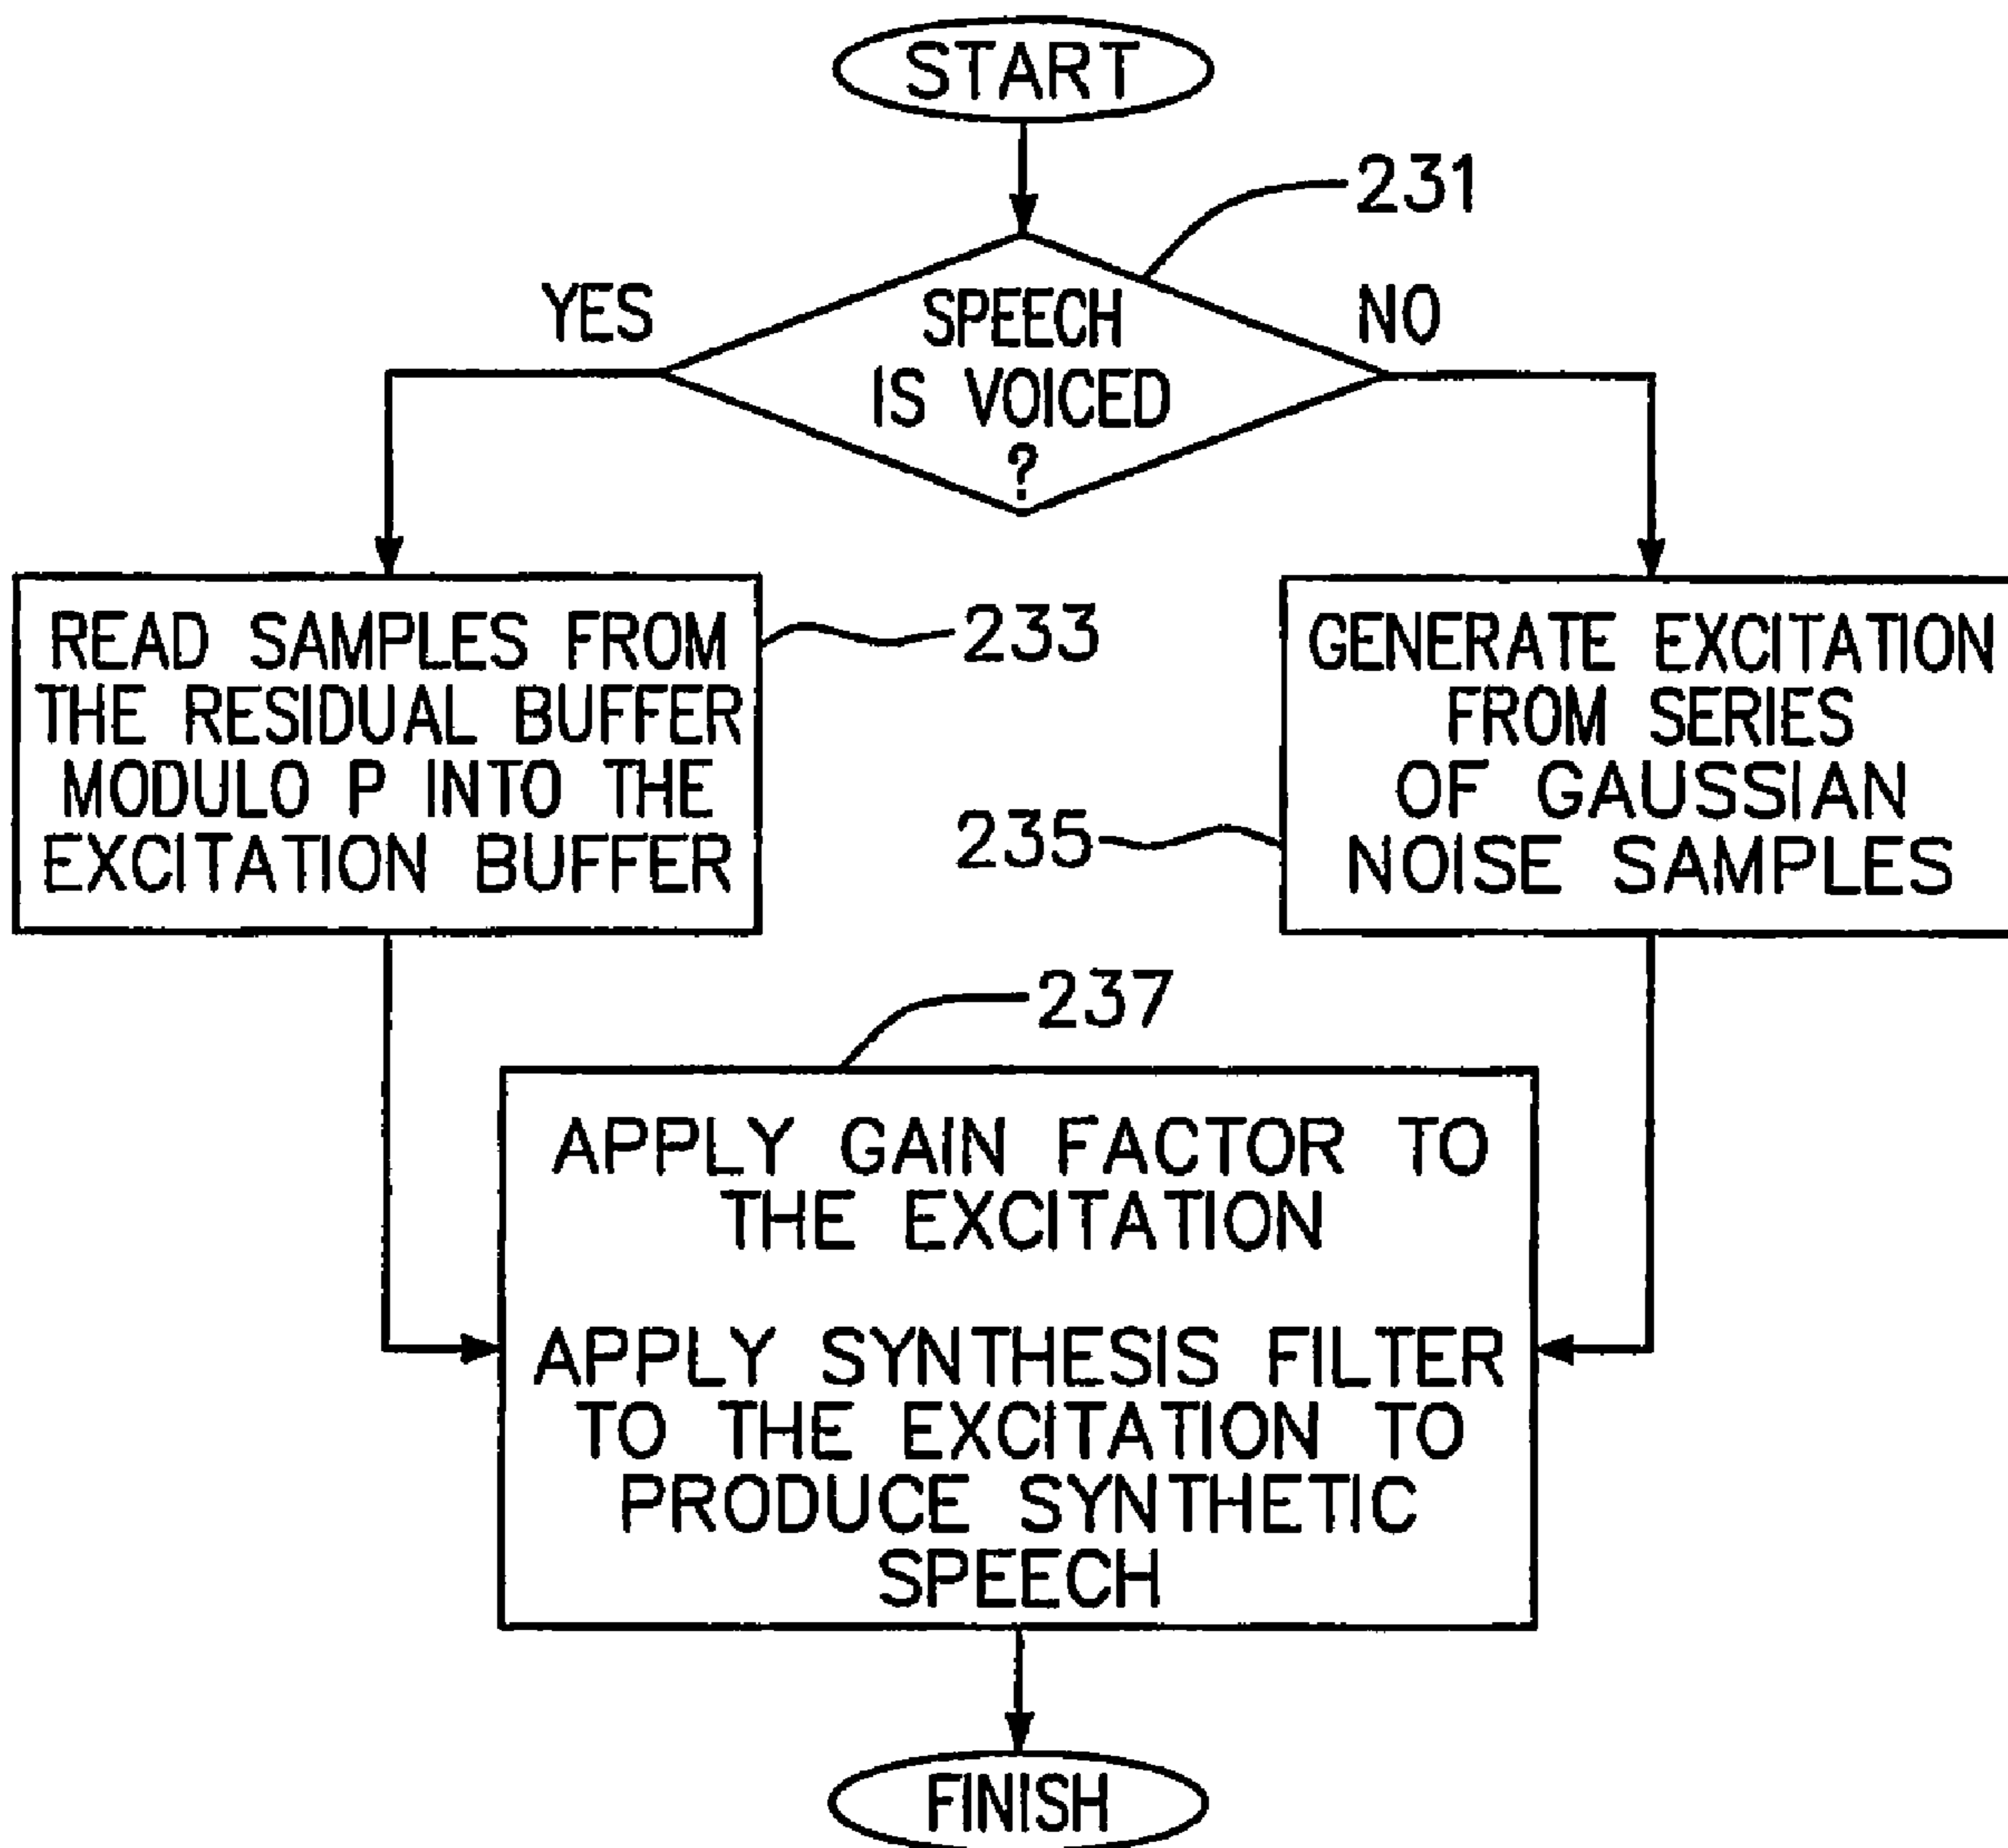 START
231
YES
NO
SPEECH
IS VOICED
?
READ SAMPLES FROM
THE RESIDUAL BUFFER
MODULO P INTO THE
EXCITATION BUFFER
233
GENERATE EXCITATION
FROM SERIES
OF GAUSSIAN
NOISE SAMPLES
235
237
APPLY GAIN FACTOR TO
THE EXCITATION
APPLY SYNTHESIS FILTER
TO THE EXCITATION TO
PRODUCE SYNTHETIC
SPEECH
FINISH